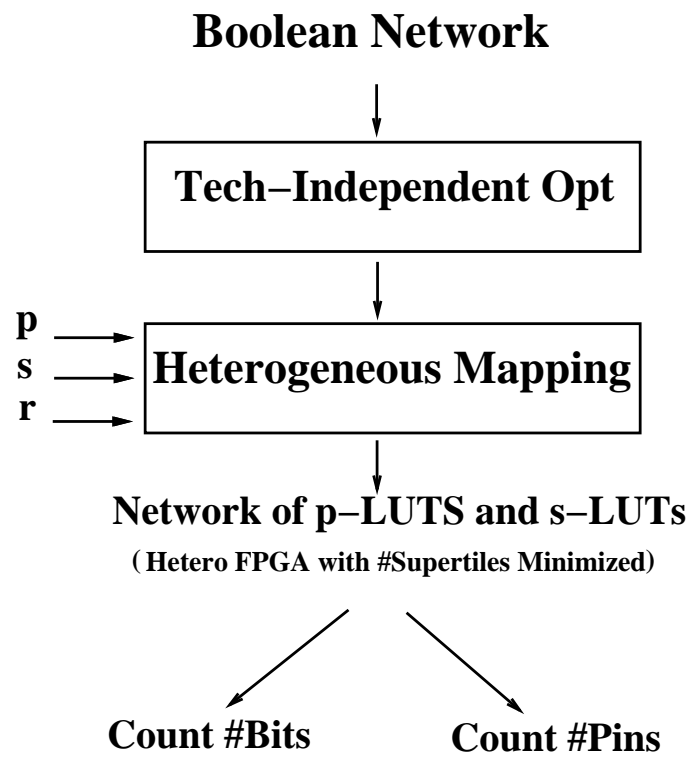 Boolean Network
Tech–Independent Opt
p
s
r
Heterogeneous Mapping
Network of p–LUTS and s–LUTs
( Hetero FPGA with #Supertiles Minimized)
Count #Bits
Count #Pins